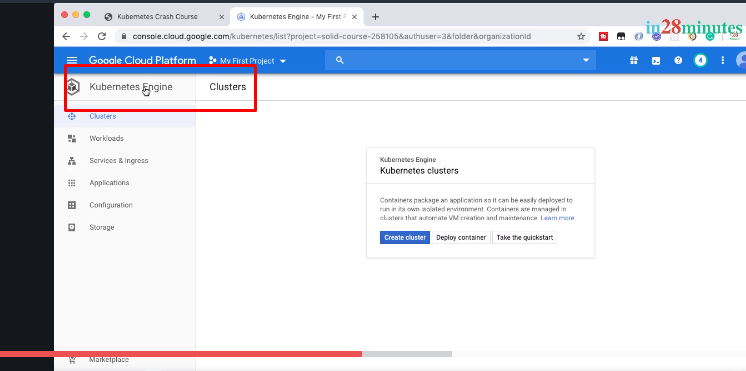 Kubernetes Crash Course
Kubernetes Engine - My First P
in28minutes
console.cloud.google.com/kubernetes/list?project=solid-course-258105&authuser=3&folder&organizationId
Google Cloud Platform
My First Project
4
Kubernetes Engine
Clusters
Clusters
Workloads
Services & Ingress
Applications
Configuration
Storage
Kubernetes Engine
Kubernetes clusters
Containers package an application so it can be easily deployed to
run in its own isolated environment. Containers are managed in
clusters that automate VM creation and maintenance. Learn more
Create cluster
Deploy container
Take the quickstart
Marketplace